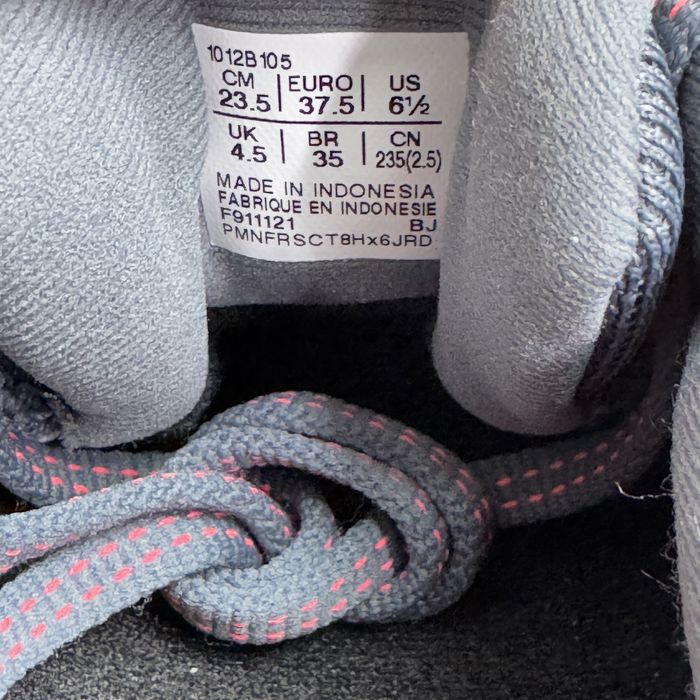 1012B105
CM | EURO | US
23.5 | 37.5 | 6½
UK | BR | CN
4.5 | 35 | 235(2.5)
MADE IN INDONESIA
FABRIQUE EN INDONESIE
F911121 BJ
PMNFRSCT8Hx6JRD